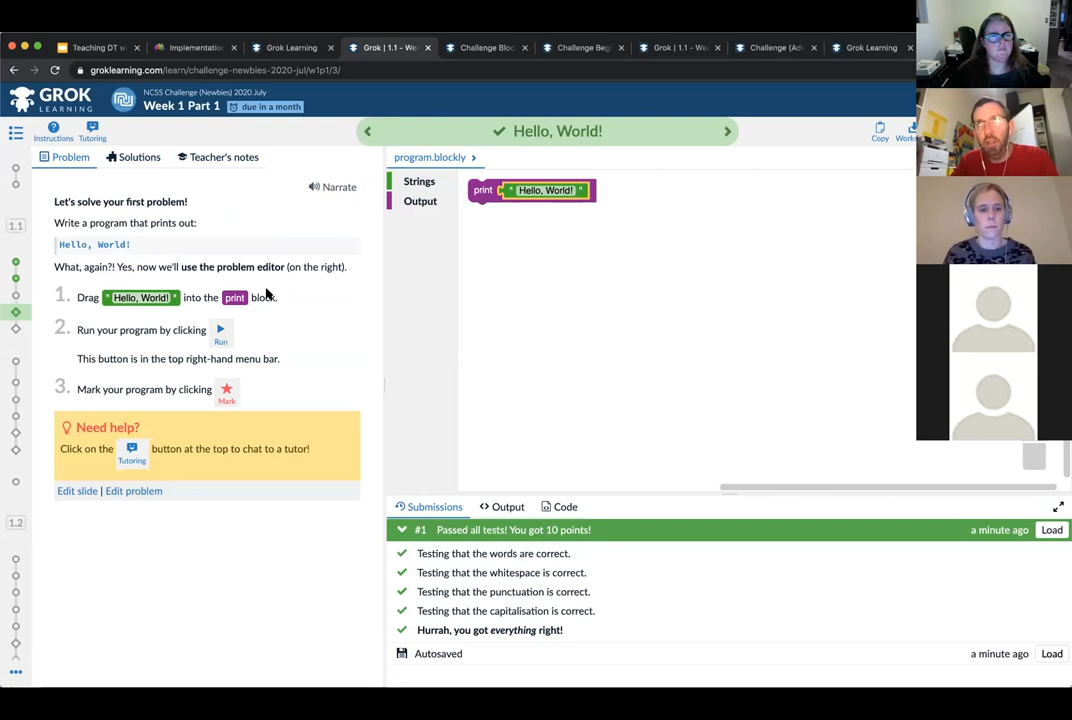 Teaching DT w
Implementation
Grok Learning
Grok | 1.1 - We
Challenge Bloc
Challenge Beg
Grok | 1.1 - We
Challenge (Adv
Grok Learning
groklearning.com/learn/challenge-newbies-2020-jul/w1p1/3/
GROK
LEARNING
NCSS Challenge (Newbies) 2020 July
Week 1 Part 1
due in a month
Instructions
Tutoring
Hello, World!
Copy
Works
Problem
Solutions
Teacher's notes
program.blockly
Narrate
Strings
Output
print " Hello, World! "
Let's solve your first problem!
Write a program that prints out:
1.1
Hello, World!
What, again?! Yes, now we'll use the problem editor (on the right).
1. Drag " Hello, World! " into the print block.
2. Run your program by clicking
Run
This button is in the top right-hand menu bar.
3. Mark your program by clicking
Mark
Need help?
Click on the
Tutoring
button at the top to chat to a tutor!
Edit slide | Edit problem
1.2
Submissions
Output
Code
#1 Passed all tests! You got 10 points!
a minute ago
Load
Testing that the words are correct.
Testing that the whitespace is correct.
Testing that the punctuation is correct.
Testing that the capitalisation is correct.
Hurrah, you got everything right!
Autosaved
a minute ago
Load